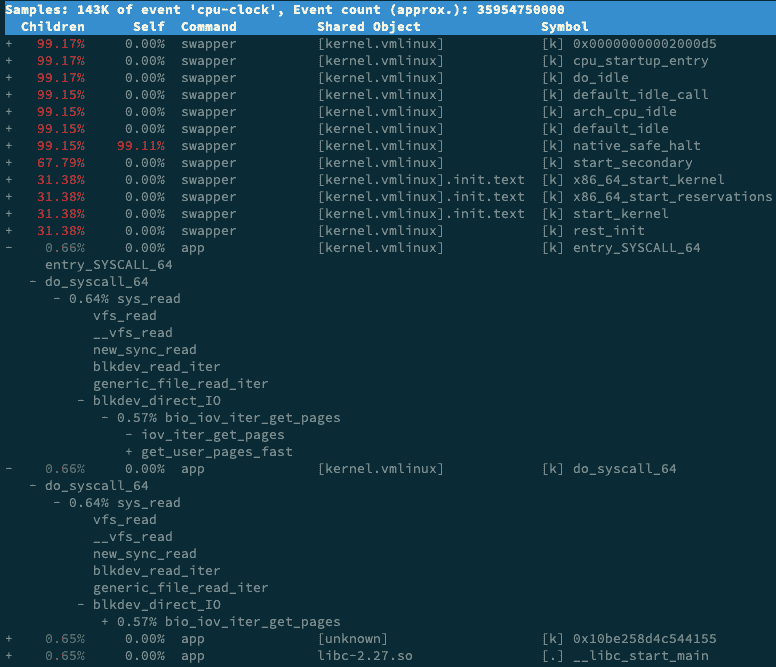 Samples: 143K of event 'cpu-clock', Event count (approx.): 35954750000
Children Self Command Shared Object Symbol
+ 99.17% 0.00% swapper [kernel.vmlinux] [k] 0x00000000002000d5
+ 99.17% 0.00% swapper [kernel.vmlinux] [k] cpu_startup_entry
+ 99.17% 0.00% swapper [kernel.vmlinux] [k] do_idle
+ 99.15% 0.00% swapper [kernel.vmlinux] [k] default_idle_call
+ 99.15% 0.00% swapper [kernel.vmlinux] [k] arch_cpu_idle
+ 99.15% 0.00% swapper [kernel.vmlinux] [k] default_idle
+ 99.15% 99.11% swapper [kernel.vmlinux] [k] native_safe_halt
+ 67.79% 0.00% swapper [kernel.vmlinux] [k] start_secondary
+ 31.38% 0.00% swapper [kernel.vmlinux].init.text [k] x86_64_start_kernel
+ 31.38% 0.00% swapper [kernel.vmlinux].init.text [k] x86_64_start_reservations
+ 31.38% 0.00% swapper [kernel.vmlinux].init.text [k] start_kernel
+ 31.38% 0.00% swapper [kernel.vmlinux] [k] rest_init
− 0.66% 0.00% app [kernel.vmlinux] [k] entry_SYSCALL_64
entry_SYSCALL_64
− do_syscall_64
− 0.64% sys_read
vfs_read
__vfs_read
new_sync_read
blkdev_read_iter
generic_file_read_iter
− blkdev_direct_IO
− 0.57% bio_iov_iter_get_pages
− iov_iter_get_pages
+ get_user_pages_fast
− 0.66% 0.00% app [kernel.vmlinux] [k] do_syscall_64
− do_syscall_64
− 0.64% sys_read
vfs_read
__vfs_read
new_sync_read
blkdev_read_iter
generic_file_read_iter
− blkdev_direct_IO
+ 0.57% bio_iov_iter_get_pages
+ 0.65% 0.00% app [unknown] [k] 0x10be258d4c544155
+ 0.65% 0.00% app libc-2.27.so [.] __libc_start_main